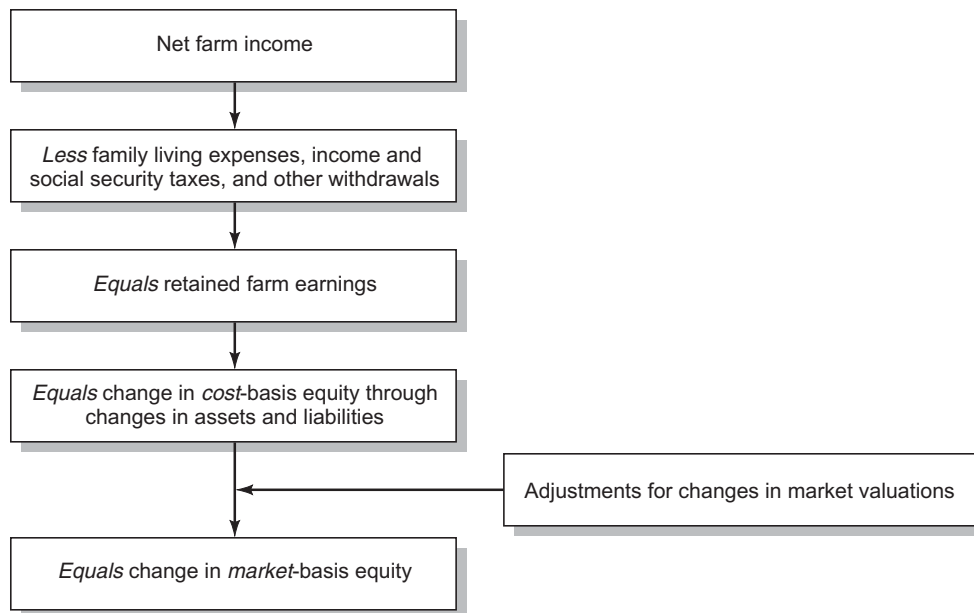 Net farm income
Less family living expenses, income and
social security taxes, and other withdrawals
Equals retained farm earnings
Equals change in cost-basis equity through
changes in assets and liabilities
Adjustments for changes in market valuations
Equals change in market-basis equity